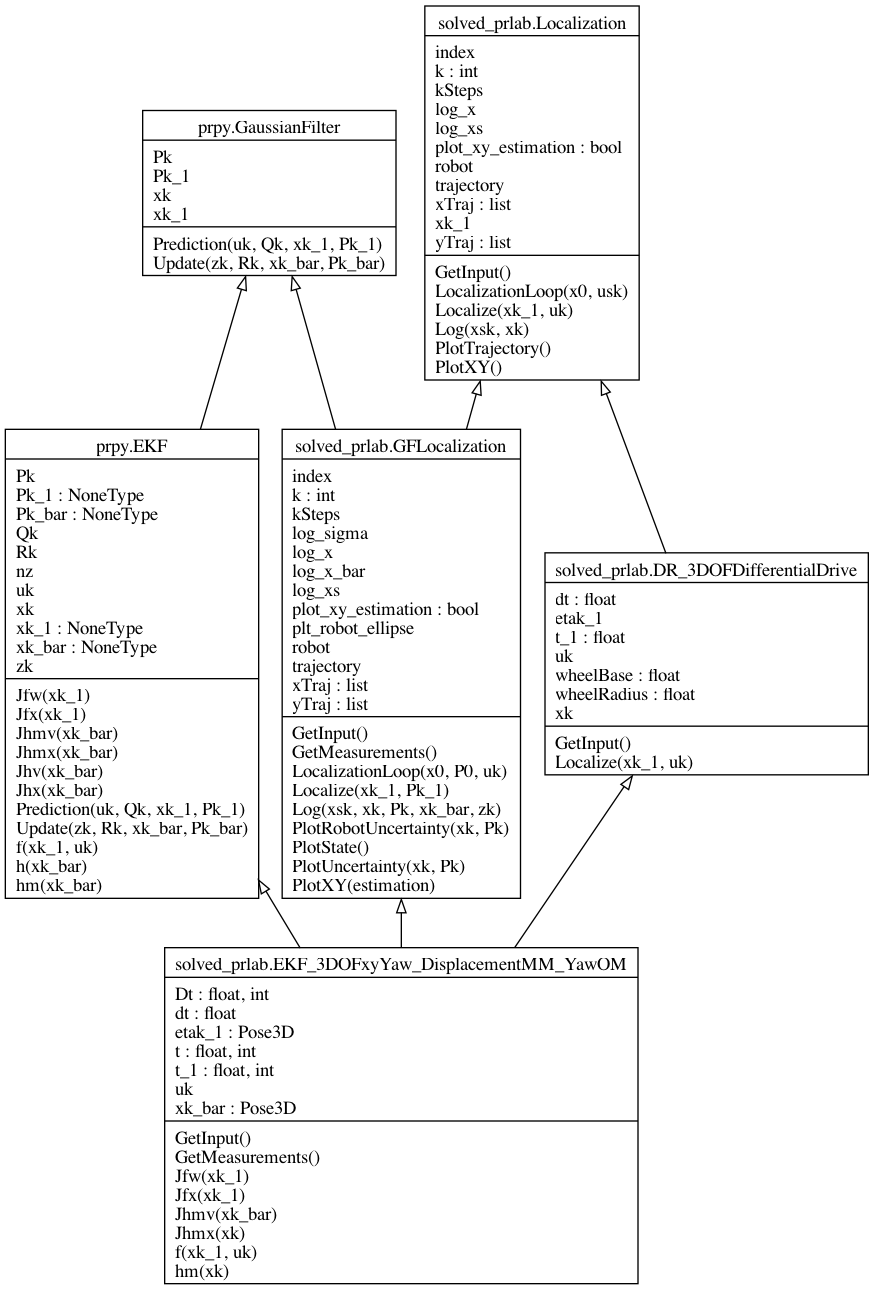 solved_prlab.Localization
index
k : int
kSteps
log_x
log_xs
plot_xy_estimation : bool
robot
trajectory
xTraj : list
xk_1
yTraj : list
GetInput()
LocalizationLoop(x0, usk)
Localize(xk_1, uk)
Log(xsk, xk)
PlotTrajectory()
PlotXY()
prpy.GaussianFilter
Pk
Pk_1
xk
xk_1
Prediction(uk, Qk, xk_1, Pk_1)
Update(zk, Rk, xk_bar, Pk_bar)
prpy.EKF
Pk
Pk_1 : NoneType
Pk_bar : NoneType
Qk
Rk
nz
uk
xk
xk_1 : NoneType
xk_bar : NoneType
zk
Jfw(xk_1)
Jfx(xk_1)
Jhmv(xk_bar)
Jhmx(xk_bar)
Jhv(xk_bar)
Jhx(xk_bar)
Prediction(uk, Qk, xk_1, Pk_1)
Update(zk, Rk, xk_bar, Pk_bar)
f(xk_1, uk)
h(xk_bar)
hm(xk_bar)
solved_prlab.GFLocalization
index
k : int
kSteps
log_sigma
log_x
log_x_bar
log_xs
plot_xy_estimation : bool
plt_robot_ellipse
robot
trajectory
xTraj : list
yTraj : list
GetInput()
GetMeasurements()
LocalizationLoop(x0, P0, uk)
Localize(xk_1, Pk_1)
Log(xsk, xk, Pk, xk_bar, zk)
PlotRobotUncertainty(xk, Pk)
PlotState()
PlotUncertainty(xk, Pk)
PlotXY(estimation)
solved_prlab.DR_3DOFDifferentialDrive
dt : float
etak_1
t_1 : float
uk
wheelBase : float
wheelRadius : float
xk
GetInput()
Localize(xk_1, uk)
solved_prlab.EKF_3DOFxyYaw_DisplacementMM_YawOM
Dt : float, int
dt : float
etak_1 : Pose3D
t : float, int
t_1 : float, int
uk
xk_bar : Pose3D
GetInput()
GetMeasurements()
Jfw(xk_1)
Jfx(xk_1)
Jhmv(xk_bar)
Jhmx(xk)
f(xk_1, uk)
hm(xk)